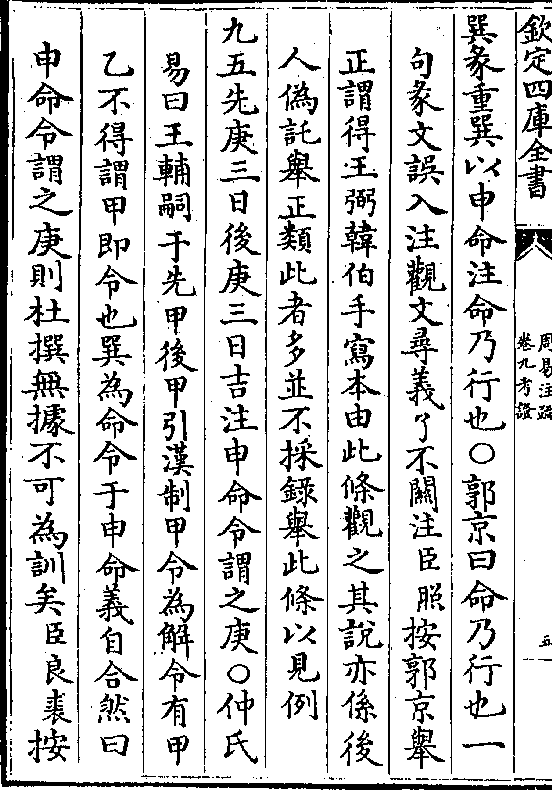 欽定四庫全書
周易注疏
卷九考證
五
巽彖重巽以申命注命乃行也○郭京曰命乃行也一
句彖文誤入注觀文尋義了不關注臣照按郭京舉
正謂得王弼韓伯手寫本由此條觀之其說亦係後
人偽託舉正類此者多並不採錄舉此條以見例
九五先庚三日後庚三日吉注申命令謂之庚○仲氏
易曰王輔嗣于先甲後甲引漢制甲令為解令有甲
乙不得謂甲即令也巽為命令于申命義自合然曰
申命令謂之庚則杜撰無據不可為訓矣臣良裘按